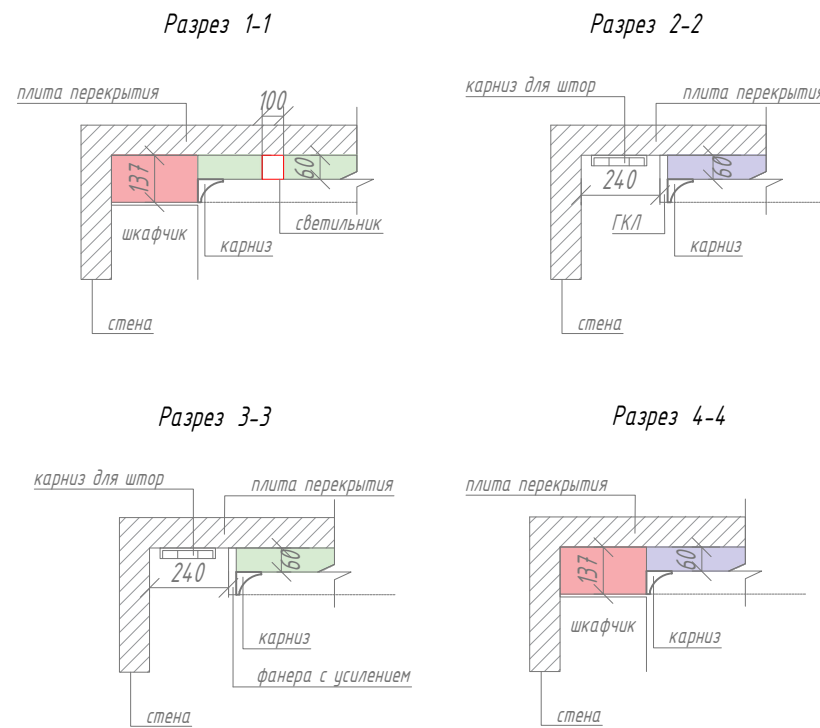 Разрез 1-1
плита перекрытия
100
137
60
шкафчик
светильник
карниз
стена
Разрез 2-2
карниз для штор
плита перекрытия
240
60
ГКЛ
карниз
стена
Разрез 3-3
карниз для штор
плита перекрытия
240
60
карниз
фанера с усилением
стена
Разрез 4-4
плита перекрытия
137
60
шкафчик
карниз
стена